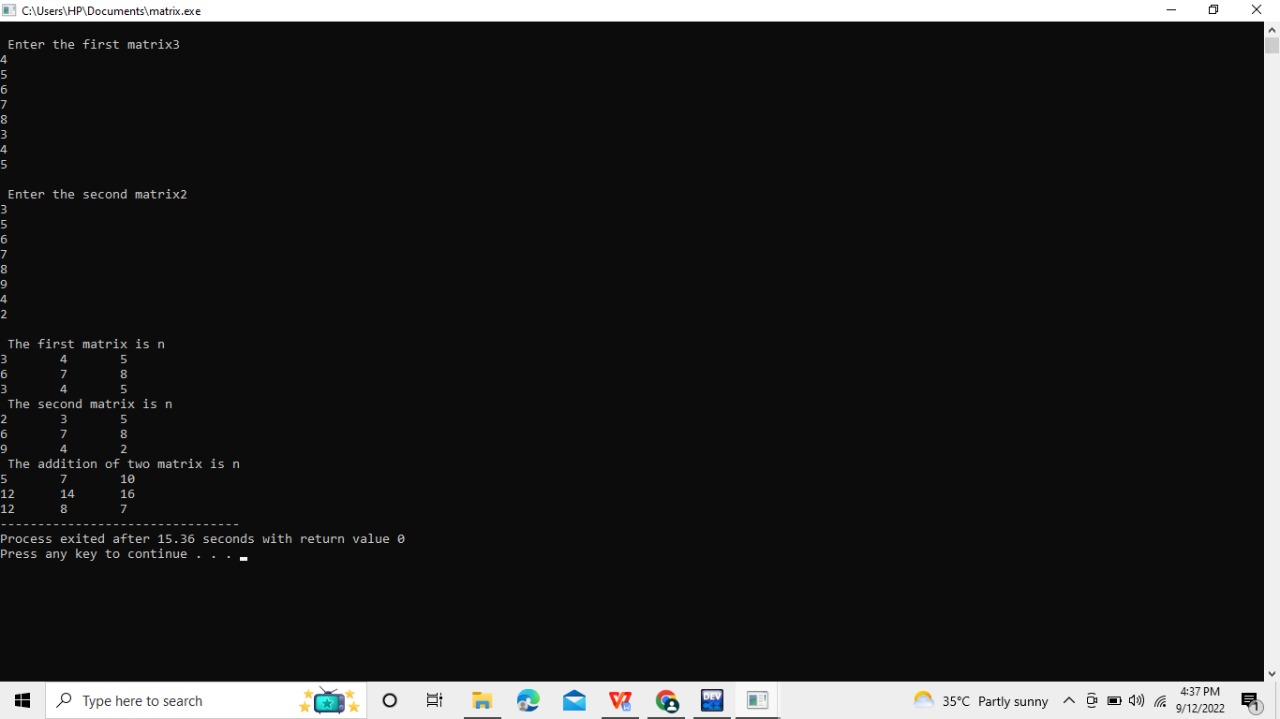 C:\Users\HP\Documents\matrix.exe
Enter the first matrix3
4
5
6
7
8
3
4
5
Enter the second matrix2
3
5
6
7
8
9
4
2
The first matrix is n
3 4 5
6 7 8
3 4 5
The second matrix is n
2 3 5
6 7 8
9 4 2
The addition of two matrix is n
5 7 10
12 14 16
12 8 7
--------------------------------
Process exited after 15.36 seconds with return value 0
Press any key to continue . . .
Type here to search
W
DEV
35°C Partly sunny
4:37 PM
9/12/2022
1